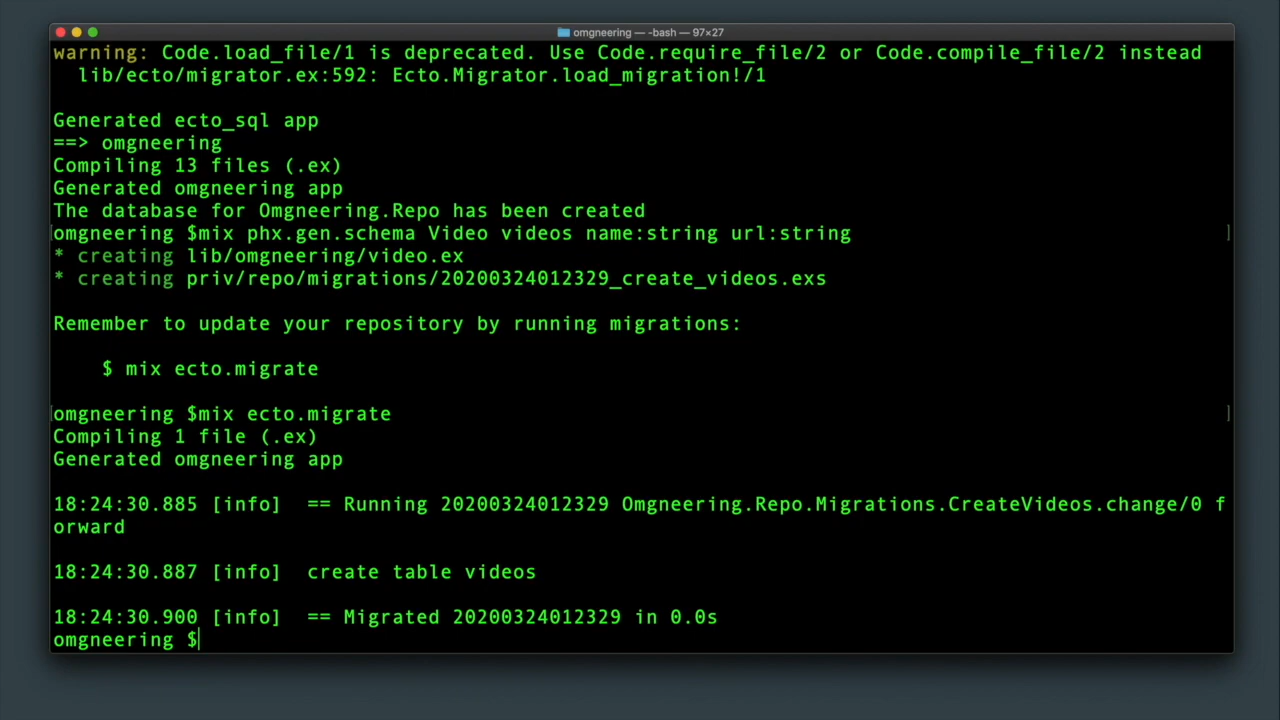 omgneering — -bash — 97×27
warning: Code.load_file/1 is deprecated. Use Code.require_file/2 or Code.compile_file/2 instead
  lib/ecto/migrator.ex:592: Ecto.Migrator.load_migration!/1
Generated ecto_sql app
==> omgneering
Compiling 13 files (.ex)
Generated omgneering app
The database for Omgneering.Repo has been created
[omgneering $mix phx.gen.schema Video videos name:string url:string ]
* creating lib/omgneering/video.ex
* creating priv/repo/migrations/20200324012329_create_videos.exs
Remember to update your repository by running migrations:
    $ mix ecto.migrate
[omgneering $mix ecto.migrate ]
Compiling 1 file (.ex)
Generated omgneering app
18:24:30.885 [info]  == Running 20200324012329 Omgneering.Repo.Migrations.CreateVideos.change/0 f
orward
18:24:30.887 [info]  create table videos
18:24:30.900 [info]  == Migrated 20200324012329 in 0.0s
omgneering $